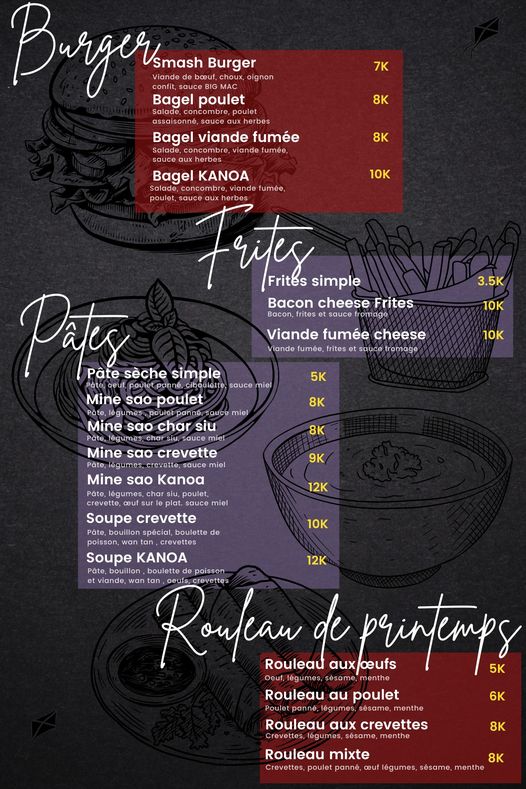 Burger
Smash Burger 7K
Viande de bœuf, choux, oignon
confit, sauce BIG MAC
Bagel poulet 8K
Salade, concombre, poulet
assaisonné, sauce aux herbes
Bagel viande fumée 8K
Salade, concombre, viande fumée,
sauce aux herbes
Bagel KANOA 10K
Salade, concombre, viande fumée,
poulet, sauce aux herbes
Frites
Frites simple 3.5K
Bacon cheese Frites 10K
Bacon, frites et sauce fromage
Viande fumée cheese 10K
Viande fumée, frites et sauce fromage
Pâtes
Pâte sèche simple 5K
Pâte, oeuf, poulet panné, ciboulette, sauce miel
Mine sao poulet 8K
Pâte, légumes , poulet panné, sauce miel
Mine sao char siu 8K
Pâte, légumes, char siu, sauce miel
Mine sao crevette 9K
Pâte, légumes, crevette, sauce miel
Mine sao Kanoa 12K
Pâte, légumes, char siu, poulet,
crevette, œuf sur le plat, sauce miel
Soupe crevette 10K
Pâte, bouillon spécial, boulette de
poisson, wan tan , crevettes
Soupe KANOA 12K
Pâte, bouillon , boulette de poisson
et viande, wan tan , oeufs, crevettes
Rouleau de printemps
Rouleau aux œufs 5K
Oeuf, légumes, sésame, menthe
Rouleau au poulet 6K
Poulet panné, légumes, sésame, menthe
Rouleau aux crevettes 8K
Crevettes, légumes, sésame, menthe
Rouleau mixte 8K
Crevettes, poulet panné, œuf légumes, sésame, menthe